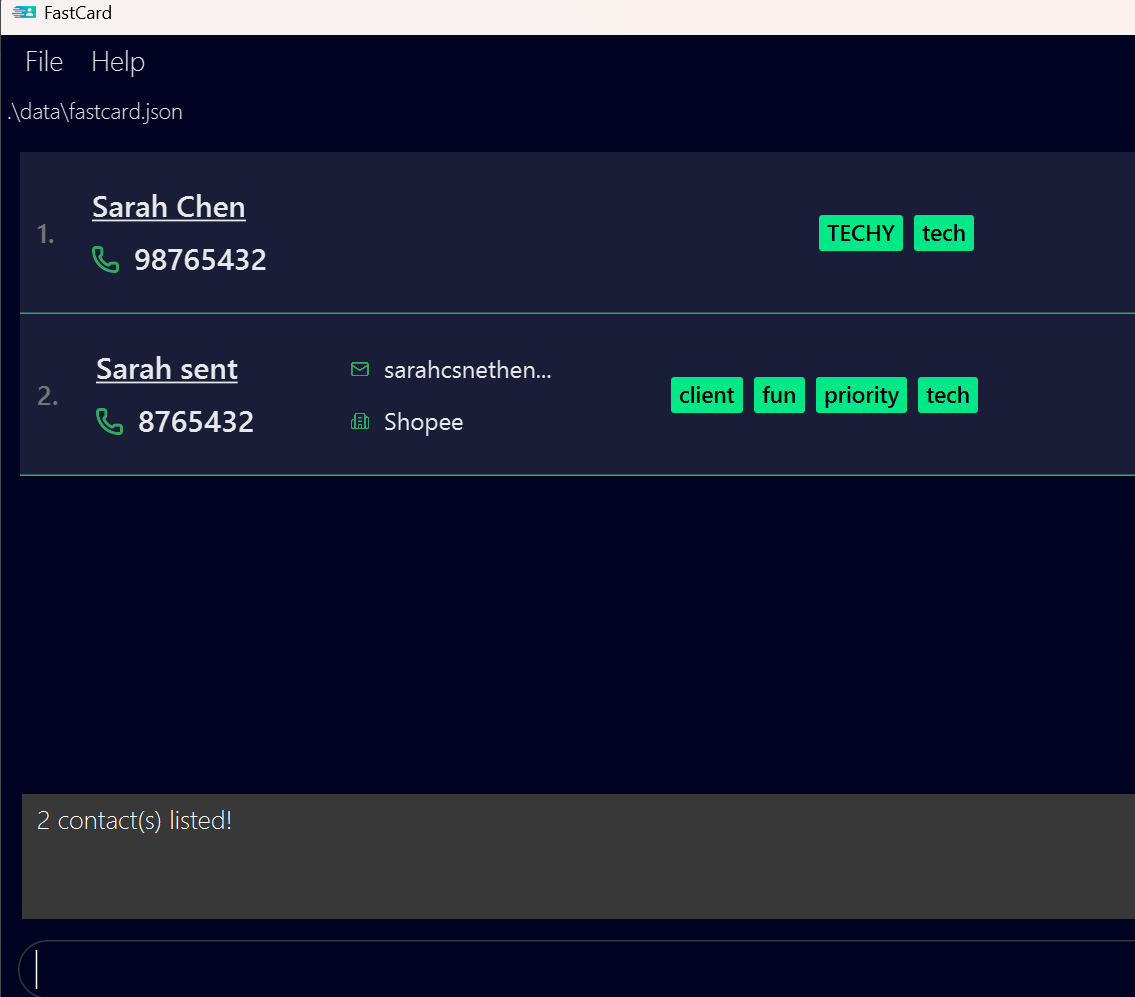 FastCard
File Help
.\data\fastcard.json
1.
Sarah Chen
98765432
TECHY tech
2.
Sarah sent
8765432
sarahcsnethen...
Shopee
client fun priority tech
2 contact(s) listed!